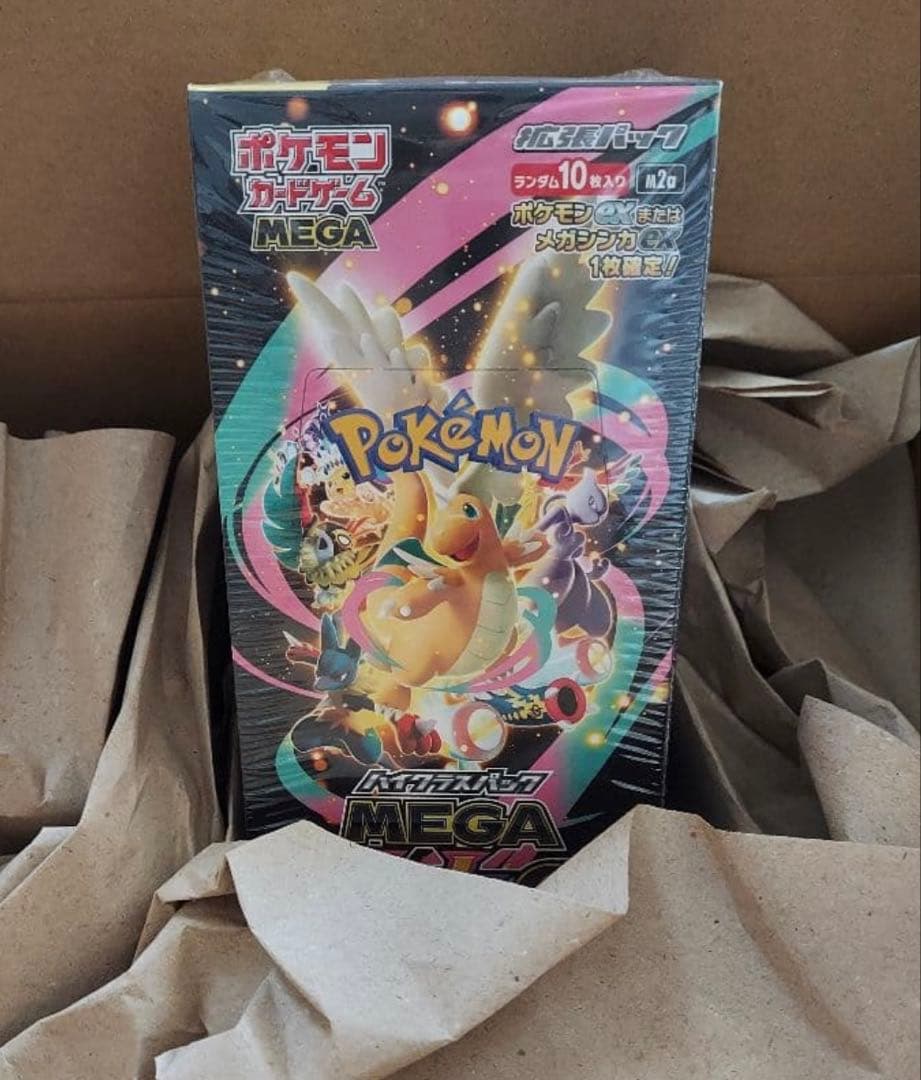 ポケモン
カードゲーム
MEGA
拡張パック
ランダム10枚入り M2a
ポケモンexまたは
メガシンカex
1枚確定!
POKéMON
ハイクラスパック
MEGA